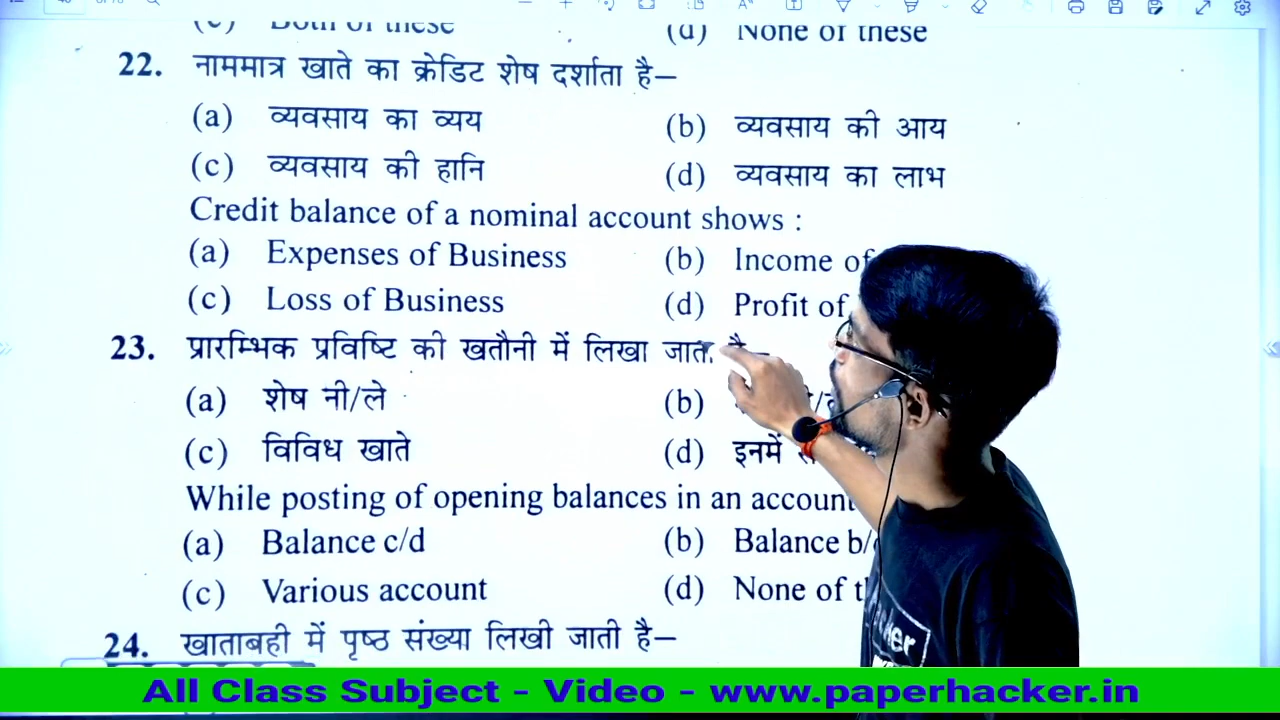 (c) Both of these (d) None of these
22. नाममात्र खाते का क्रेडिट शेष दर्शाता है–
(a) व्यवसाय का व्यय (b) व्यवसाय की आय
(c) व्यवसाय की हानि (d) व्यवसाय का लाभ
Credit balance of a nominal account shows :
(a) Expenses of Business (b) Income of
(c) Loss of Business (d) Profit of
23. प्रारम्भिक प्रविष्टि की खतौनी में लिखा जाता है–
(a) शेष नी/ले (b)
(c) विविध खाते (d) इनमें
While posting of opening balances in an account
(a) Balance c/d (b) Balance b/
(c) Various account (d) None of
24. खाताबही में पृष्ठ संख्या लिखी जाती है–
All Class Subject - Video - www.paperhacker.in